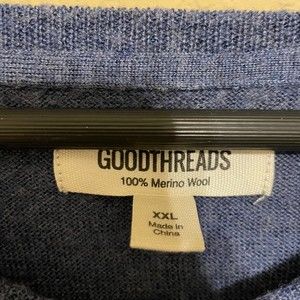 GOODTHREADS
100% Merino Wool
XXL
Made in
China